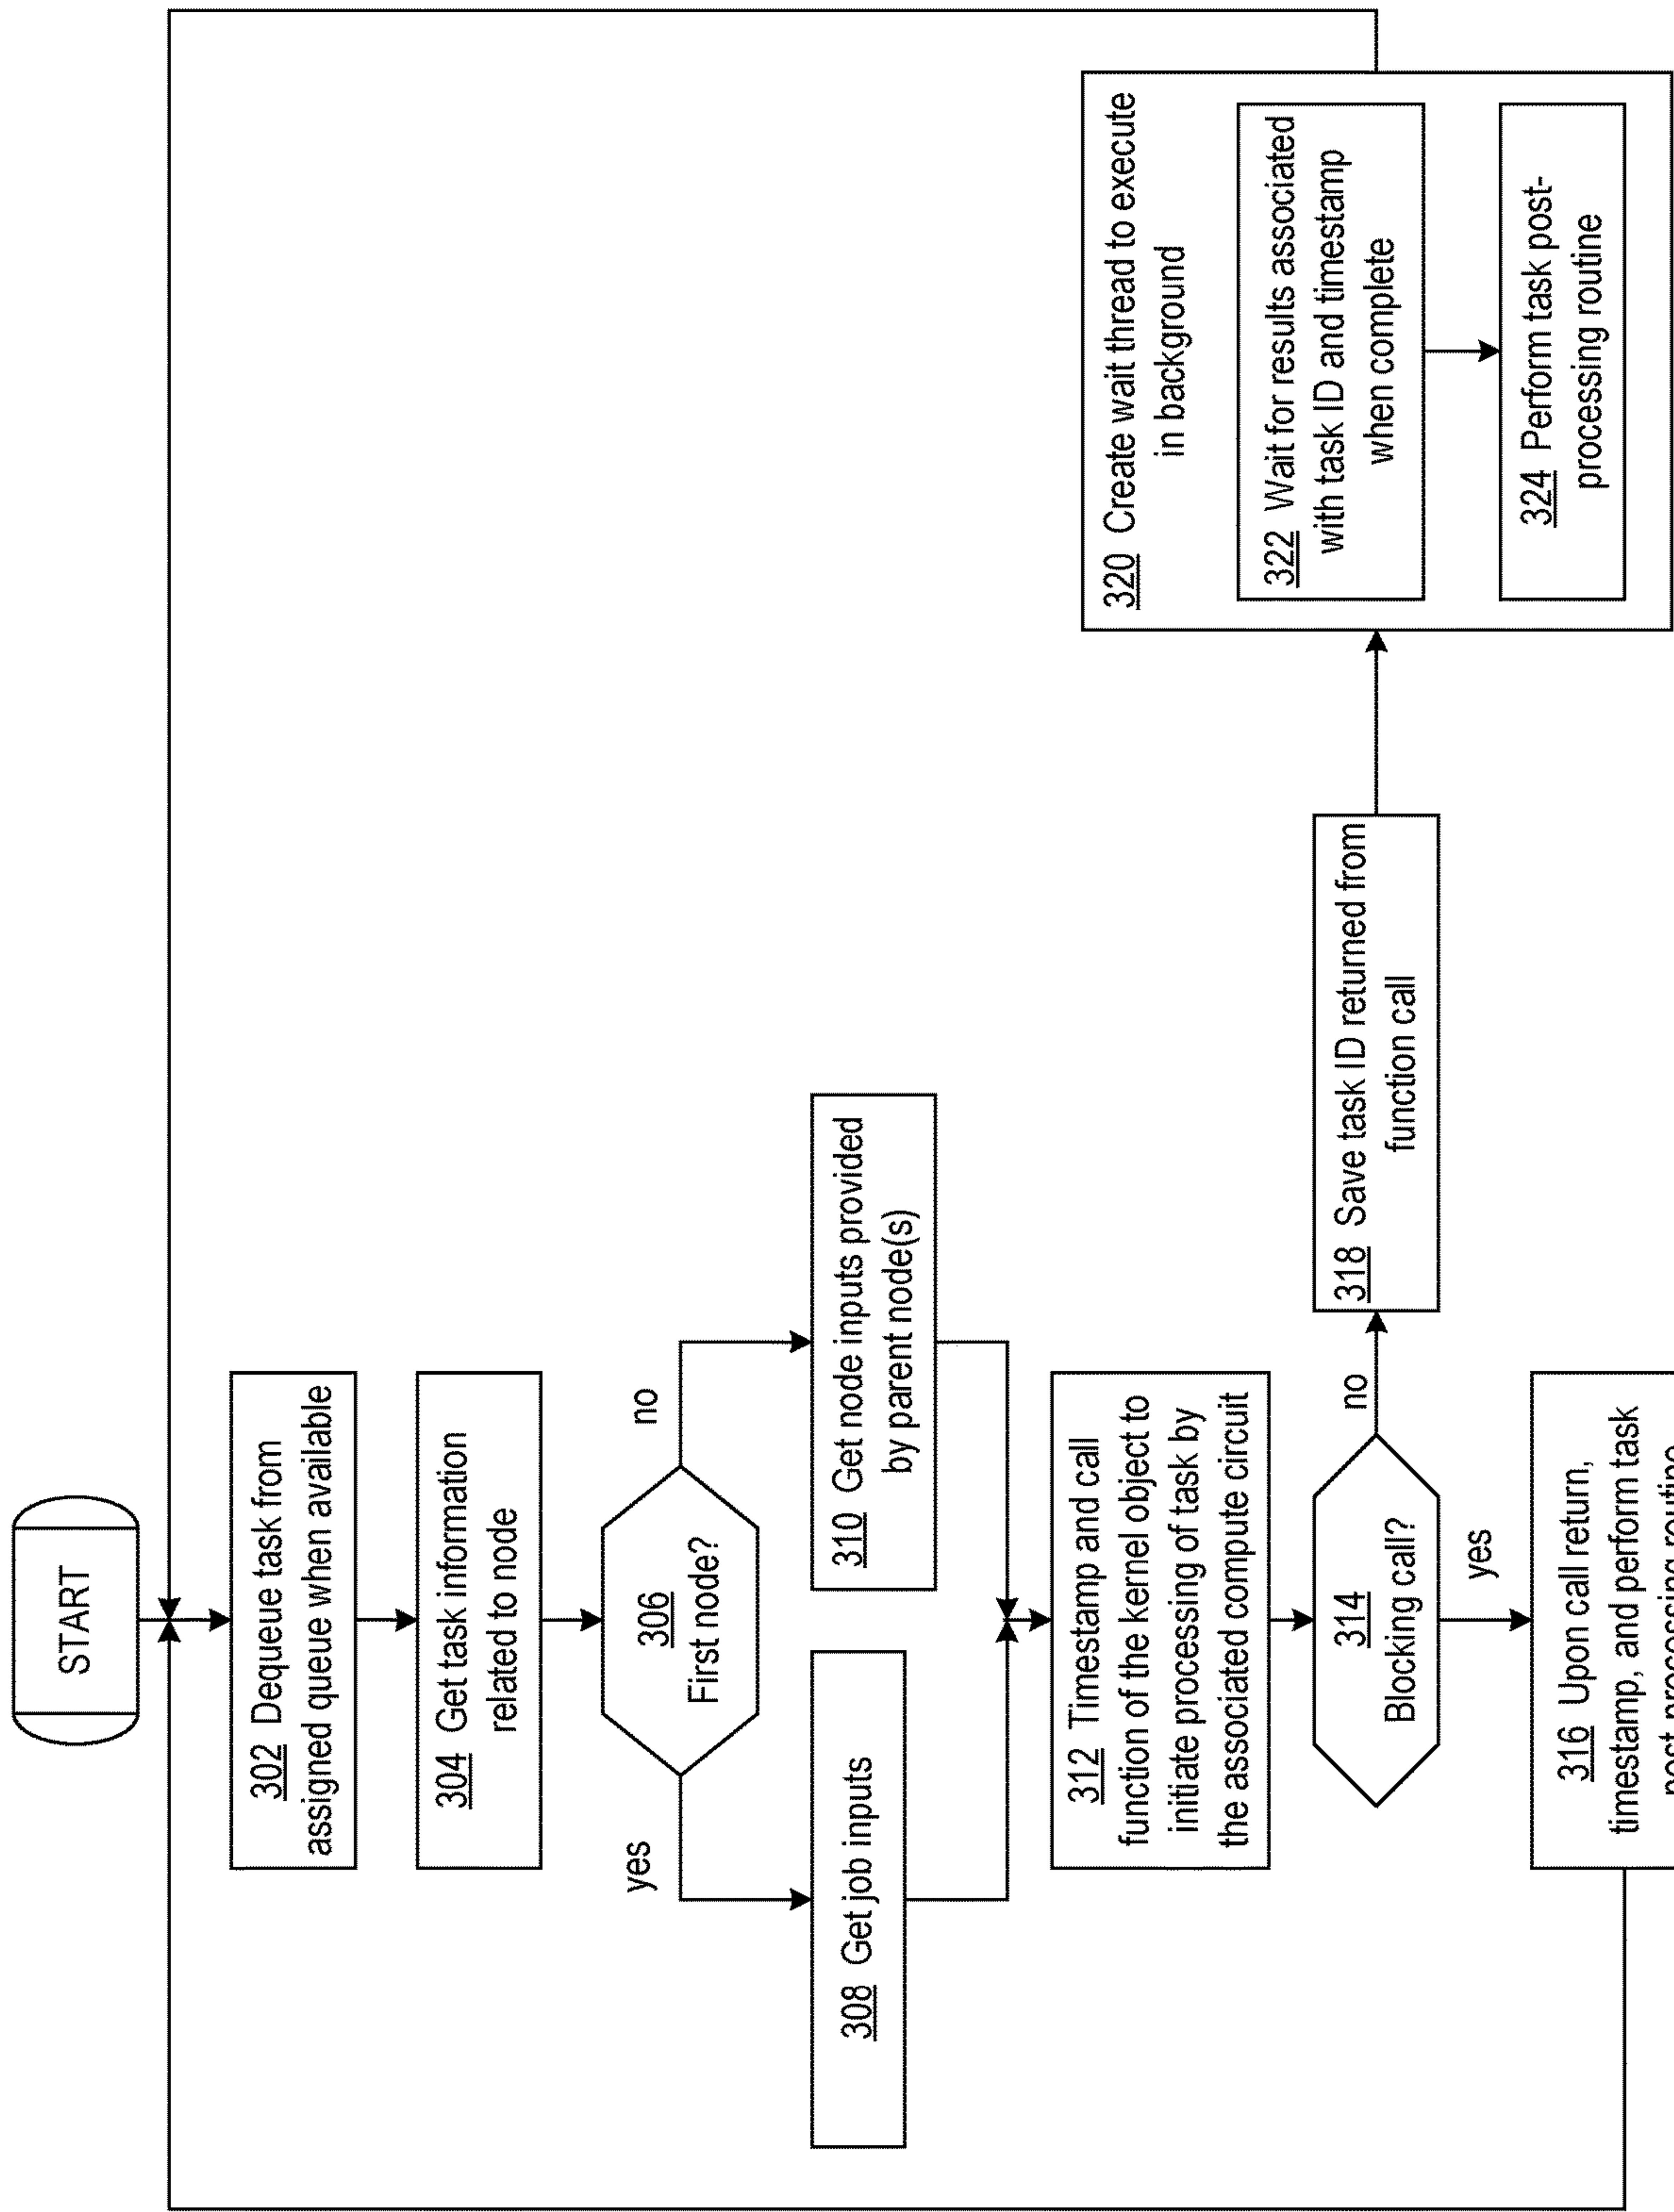 START
302 Dequeue task from
assigned queue when available
304 Get task information
related to node
306
First node?
yes
no
308 Get job inputs
310 Get node inputs provided
by parent node(s)
312 Timestamp and call
function of the kernel object to
initiate processing of task by
the associated compute circuit
314
Blocking call?
no
yes
316 Upon call return,
timestamp, and perform task
post-processing routine
318 Save task ID returned from
function call
320 Create wait thread to execute
in background
322 Wait for results associated
with task ID and timestamp
when complete
324 Perform task post-
processing routine